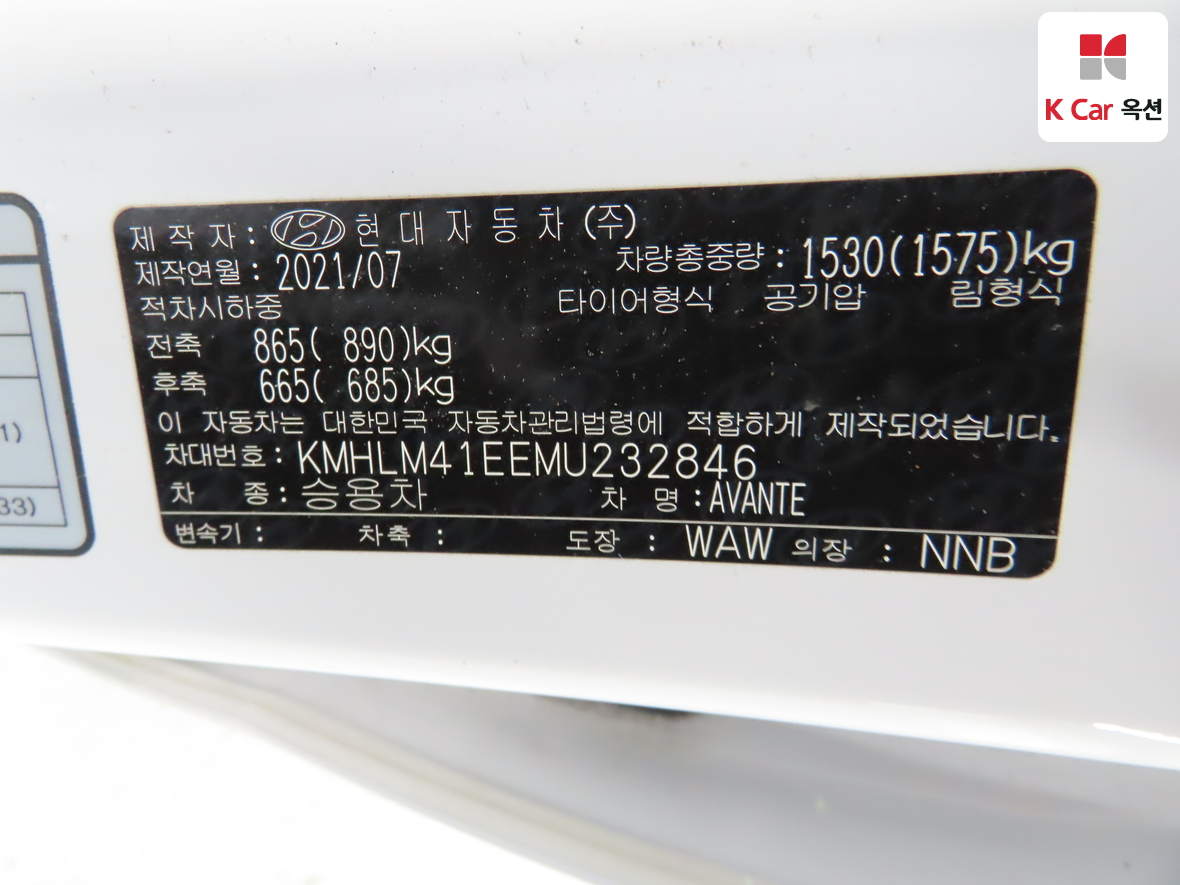 K Car 옥션
제 작 자 : 현 대 자 동 차 (주)
제작연월 : 2021/07 차량총중량 : 1530(1575)kg
적차시하중 타이어형식 공기압 림형식
전축 865( 890)kg
후축 665( 685)kg
이 자동차는 대한민국 자동차관리법령에 적합하게 제작되었습니다.
차대번호 : KMHLM41EEMU232846
차 종 : 승용차 차 명 : AVANTE
변속기 : 차축 : 도장 : WAW 의장 : NNB
1)
33)